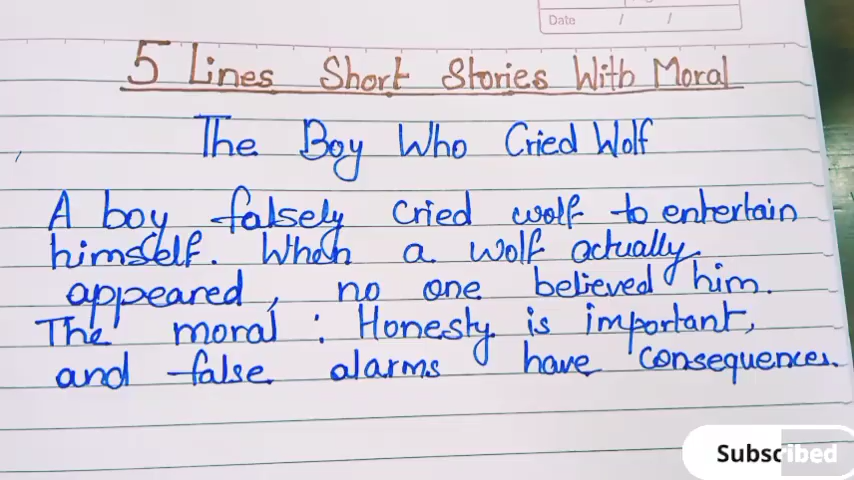 Date / /
5 Lines Short Stories With Moral
The Boy Who Cried Wolf
A boy falsely cried wolf to entertain
himself. When a wolf actually
appeared, no one believed him.
The moral : Honesty is important,
and false alarms have consequences.
Subscribed